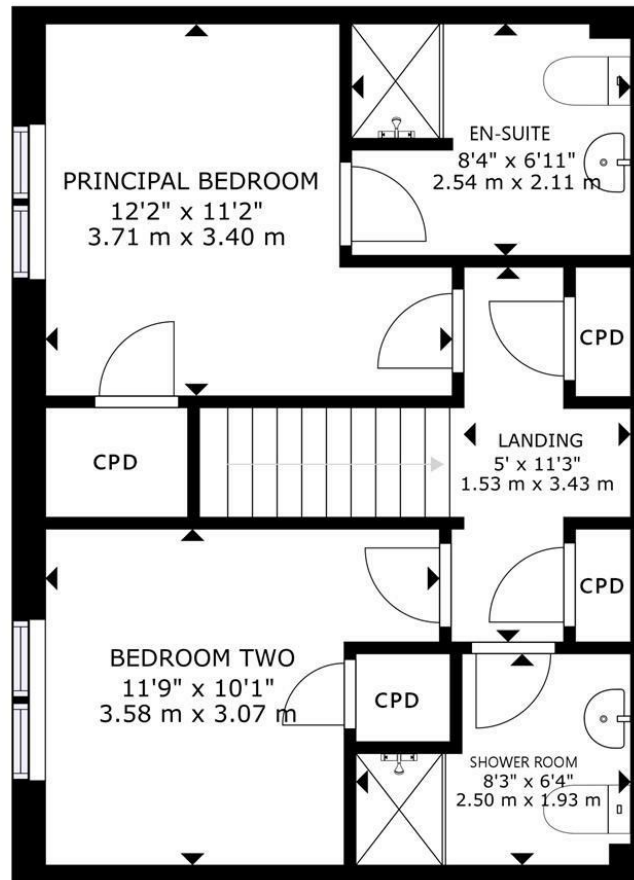 PRINCIPAL BEDROOM
12'2" x 11'2"
3.71 m x 3.40 m
EN-SUITE
8'4" x 6'11"
2.54 m x 2.11 m
CPD
CPD
LANDING
5' x 11'3"
1.53 m x 3.43 m
CPD
BEDROOM TWO
11'9" x 10'1"
3.58 m x 3.07 m
CPD
SHOWER ROOM
8'3" x 6'4"
2.50 m x 1.93 m